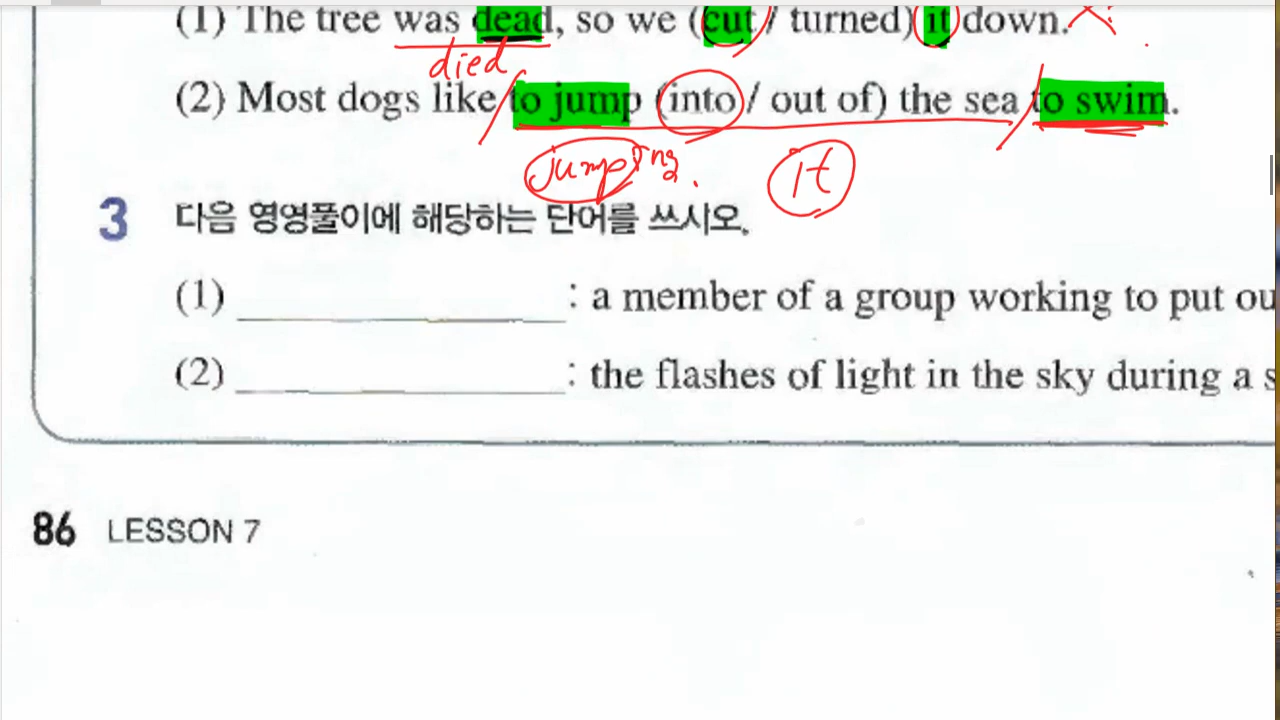 (1) The tree was dead, so we (cut / turned) it down. X?
died
(2) Most dogs like / to jump (into / out of) the sea / to swim.
jumping. it
3 다음 영영풀이에 해당하는 단어를 쓰시오.
(1) : a member of a group working to put ou
(2) : the flashes of light in the sky during a s
86 LESSON 7